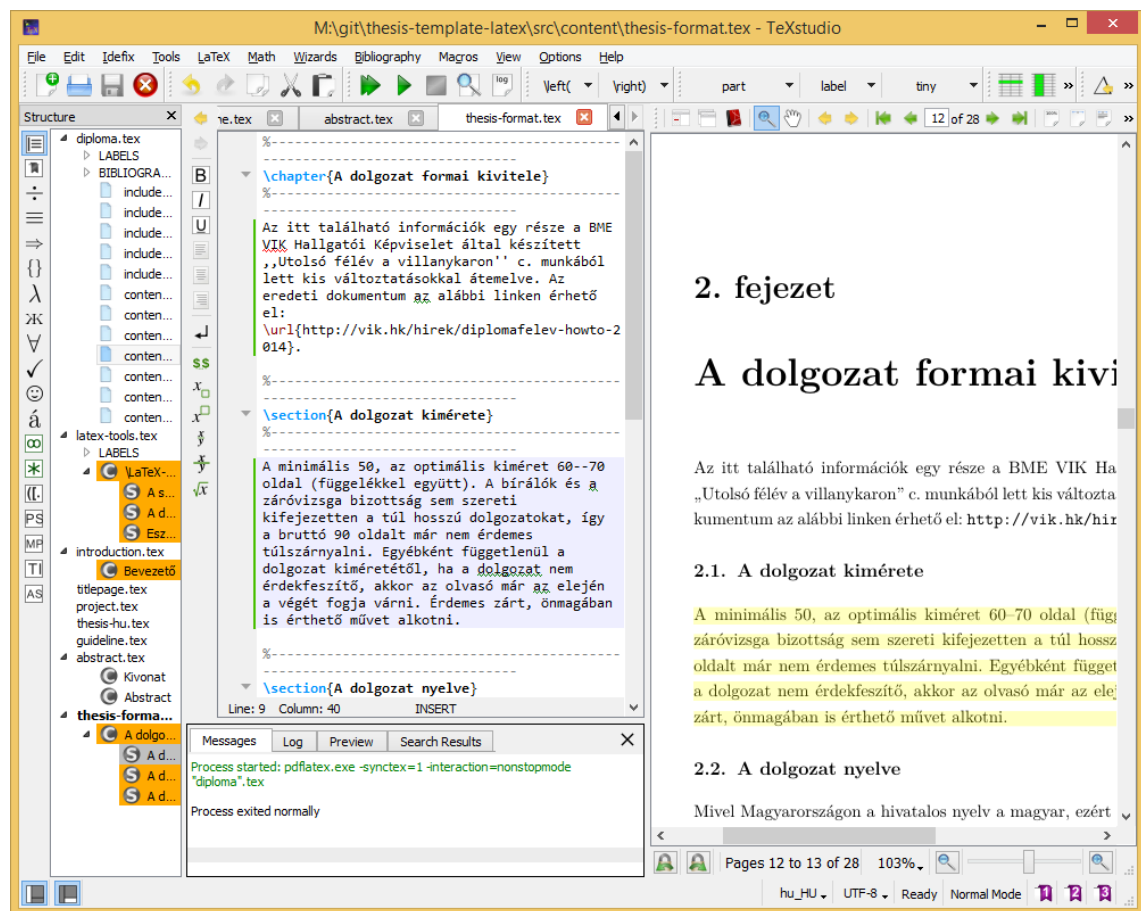 M:\git\thesis-template-latex\src\content\thesis-format.tex - TeXstudio
File Edit Idefix Tools LaTeX Math Wizards Bibliography Macros View Options Help
log \left( \right) part label tiny » »
Structure ×
ne.tex abstract.tex thesis-format.tex
12 of 28 »
diploma.tex
LABELS
BIBLIOGRA...
include...
include...
include...
include...
include...
conten...
conten...
conten...
conten...
conten...
conten...
conten...
latex-tools.tex
LABELS
\LaTeX-...
A s...
A d...
Esz...
introduction.tex
Bevezető
titlepage.tex
project.tex
thesis-hu.tex
guideline.tex
abstract.tex
Kivonat
Abstract
thesis-forma...
A dolgo...
A d...
A d...
A d...
%------------------------------------------
--------------------------------
\chapter{A dolgozat formai kivitele}
%------------------------------------------
--------------------------------
Az itt található információk egy része a BME
VIK Hallgatói Képviselet által készített
,,Utolsó félév a villanykaron'' c. munkából
lett kis változtatásokkal átemelve. Az
eredeti dokumentum az alábbi linken érhető
el:
\url{http://vik.hk/hirek/diplomafelev-howto-2
014}.
%------------------------------------------
--------------------------------
\section{A dolgozat kimérete}
%------------------------------------------
--------------------------------
A minimális 50, az optimális kiméret 60--70
oldal (függelékkel együtt). A bírálók és a
záróvizsga bizottság sem szereti
kifejezetten a túl hosszú dolgozatokat, így
a bruttó 90 oldalt már nem érdemes
túlszárnyalni. Egyébként függetlenül a
dolgozat kiméretétől, ha a dolgozat nem
érdekfeszítő, akkor az olvasó már az elején
a végét fogja várni. Érdemes zárt, önmagában
is érthető művet alkotni.
%------------------------------------------
--------------------------------
\section{A dolgozat nyelve}
Line: 9 Column: 40 INSERT
Messages Log Preview Search Results ×
Process started: pdflatex.exe -synctex=1 -interaction=nonstopmode
"diploma".tex
Process exited normally
2. fejezet
A dolgozat formai kivi
Az itt található információk egy része a BME VIK Ha
„Utolsó félév a villanykaron” c. munkából lett kis változta
kumentum az alábbi linken érhető el: http://vik.hk/hir
2.1. A dolgozat kimérete
A minimális 50, az optimális kiméret 60–70 oldal (függ
záróvizsga bizottság sem szereti kifejezetten a túl hossz
oldalt már nem érdemes túlszárnyalni. Egyébként függet
a dolgozat nem érdekfeszítő, akkor az olvasó már az elej
zárt, önmagában is érthető művet alkotni.
2.2. A dolgozat nyelve
Mivel Magyarországon a hivatalos nyelv a magyar, ezért
Pages 12 to 13 of 28 103%
hu_HU UTF-8 Ready Normal Mode 1 2 3
B
I
U
$$
x
x
x y
x y
√x
÷
{}
λ
Ж
∀
á
∞
([.
PS
MP
TI
AS